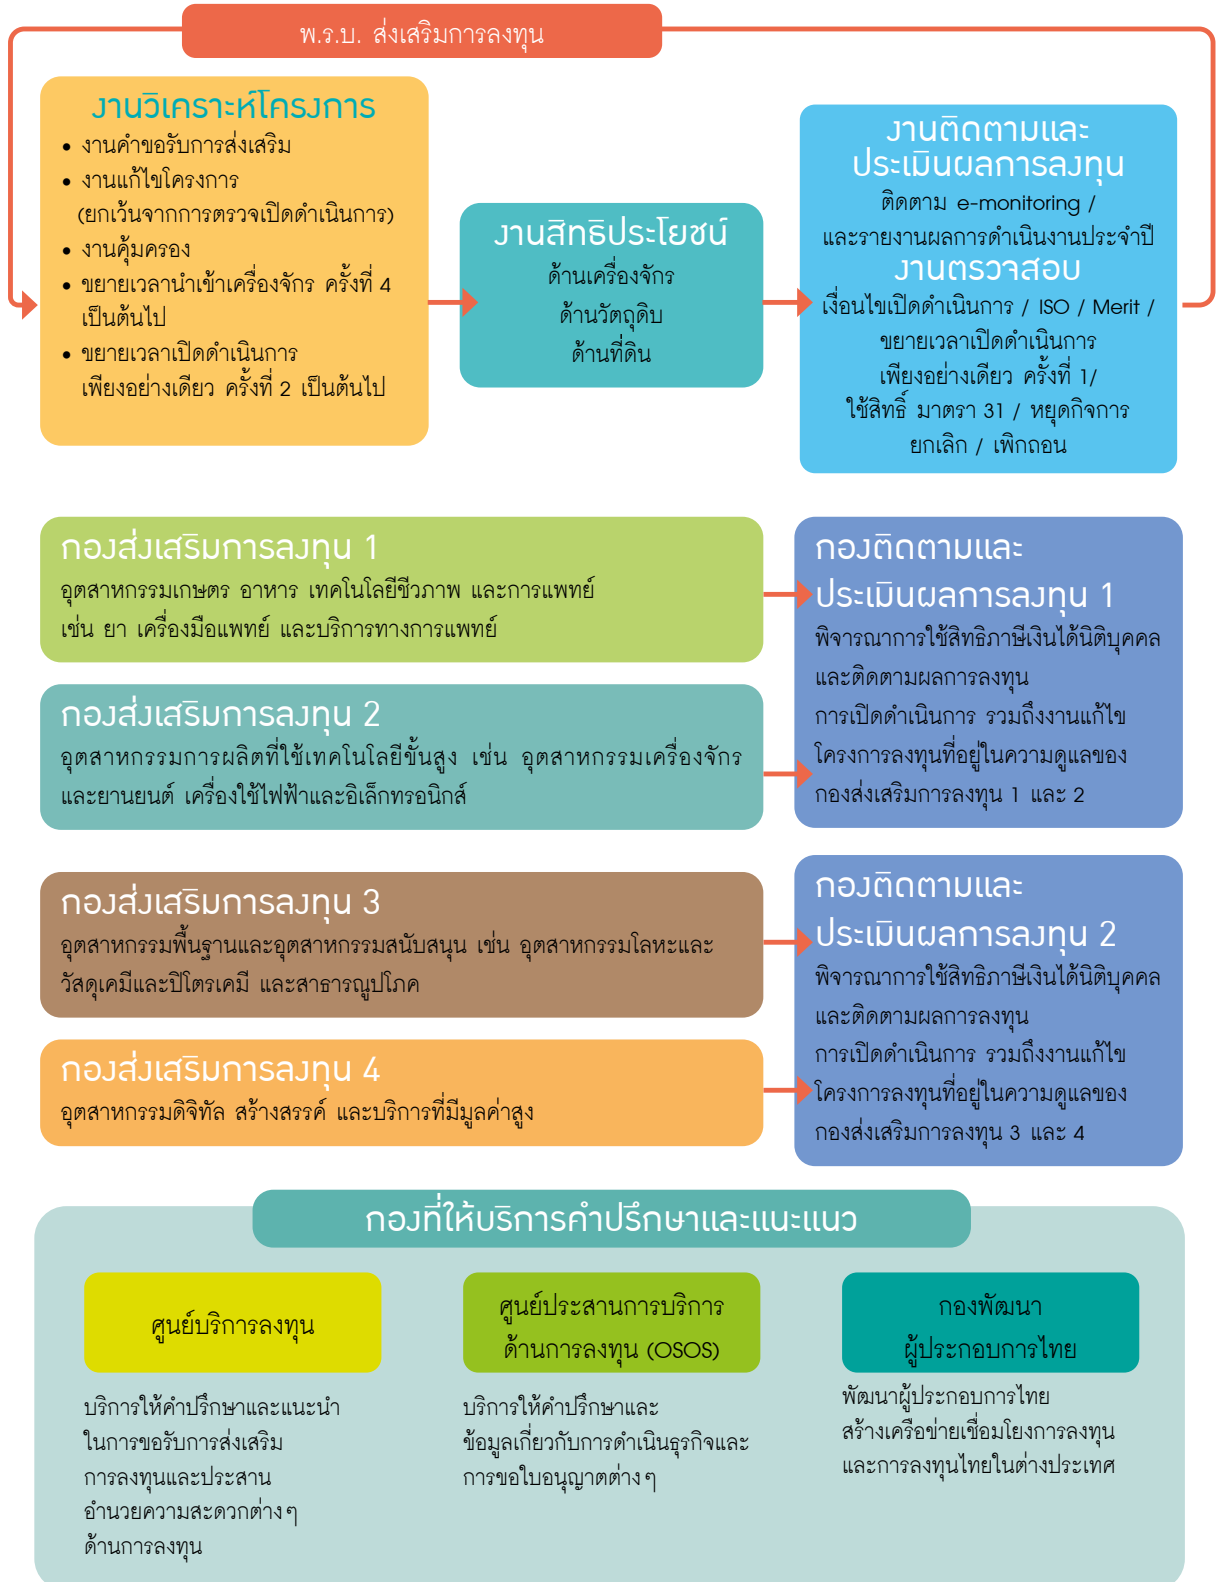 พ.ร.บ. ส่งเสริมการลงทุน
งานวิเคราะห์โครงการ
• งานคำขอรับการส่งเสริม
• งานแก้ไขโครงการ
(ยกเว้นจากการตรวจเปิดดำเนินการ)
• งานคุ้มครอง
• ขยายเวลานำเข้าเครื่องจักร ครั้งที่ 4
เป็นต้นไป
• ขยายเวลาเปิดดำเนินการ
เพียงอย่างเดียว ครั้งที่ 2 เป็นต้นไป
งานสิทธิประโยชน์
ด้านเครื่องจักร
ด้านวัตถุดิบ
ด้านที่ดิน
งานติดตามและ
ประเมินผลการลงทุน
ติดตาม e-monitoring /
และรายงานผลการดำเนินงานประจำปี
งานตรวจสอบ
เงื่อนไขเปิดดำเนินการ / ISO / Merit /
ขยายเวลาเปิดดำเนินการ
เพียงอย่างเดียว ครั้งที่ 1/
ใช้สิทธิ์ มาตรา 31 / หยุดกิจการ
ยกเลิก / เพิกถอน
กองส่งเสริมการลงทุน 1
อุตสาหกรรมเกษตร อาหาร เทคโนโลยีชีวภาพ และการแพทย์
เช่น ยา เครื่องมือแพทย์ และบริการทางการแพทย์
กองส่งเสริมการลงทุน 2
อุตสาหกรรมการผลิตที่ใช้เทคโนโลยีขั้นสูง เช่น อุตสาหกรรมเครื่องจักร
และยานยนต์ เครื่องใช้ไฟฟ้าและอิเล็กทรอนิกส์
กองติดตามและ
ประเมินผลการลงทุน 1
พิจารณาการใช้สิทธิภาษีเงินได้นิติบุคคล
และติดตามผลการลงทุน
การเปิดดำเนินการ รวมถึงงานแก้ไข
โครงการลงทุนที่อยู่ในความดูแลของ
กองส่งเสริมการลงทุน 1 และ 2
กองส่งเสริมการลงทุน 3
อุตสาหกรรมพื้นฐานและอุตสาหกรรมสนับสนุน เช่น อุตสาหกรรมโลหะและ
วัสดุเคมีและปิโตรเคมี และสาธารณูปโภค
กองส่งเสริมการลงทุน 4
อุตสาหกรรมดิจิทัล สร้างสรรค์ และบริการที่มีมูลค่าสูง
กองติดตามและ
ประเมินผลการลงทุน 2
พิจารณาการใช้สิทธิภาษีเงินได้นิติบุคคล
และติดตามผลการลงทุน
การเปิดดำเนินการ รวมถึงงานแก้ไข
โครงการลงทุนที่อยู่ในความดูแลของ
กองส่งเสริมการลงทุน 3 และ 4
กองที่ให้บริการคำปรึกษาและแนะแนว
ศูนย์บริการลงทุน
บริการให้คำปรึกษาและแนะนำ
ในการขอรับการส่งเสริม
การลงทุนและประสาน
อำนวยความสะดวกต่างๆ
ด้านการลงทุน
ศูนย์ประสานการบริการ
ด้านการลงทุน (OSOS)
บริการให้คำปรึกษาและ
ข้อมูลเกี่ยวกับการดำเนินธุรกิจและ
การขอใบอนุญาตต่างๆ
กองพัฒนา
ผู้ประกอบการไทย
พัฒนาผู้ประกอบการไทย
สร้างเครือข่ายเชื่อมโยงการลงทุน
และการลงทุนไทยในต่างประเทศ